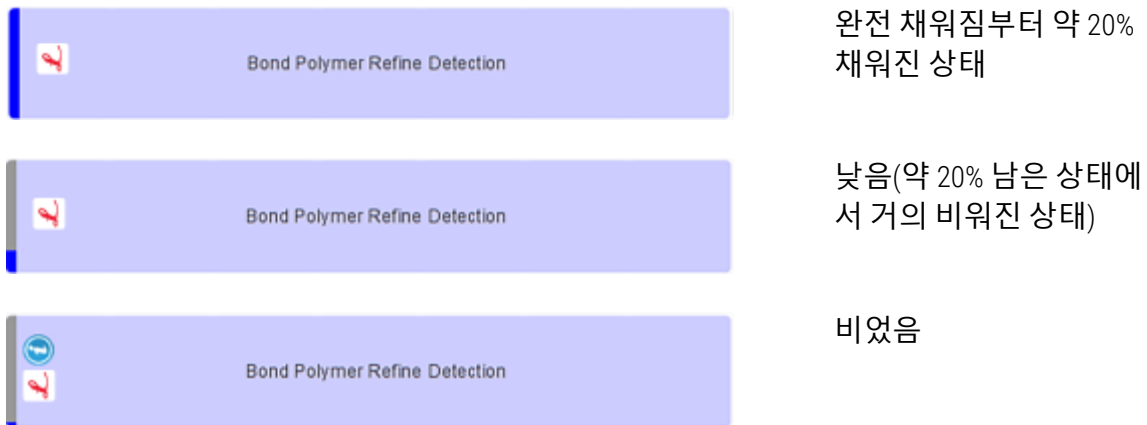 Bond Polymer Refine Detection
완전 채워짐부터 약 20%
채워진 상태
Bond Polymer Refine Detection
낮음(약 20% 남은 상태에
서 거의 비워진 상태)
Bond Polymer Refine Detection
비었음